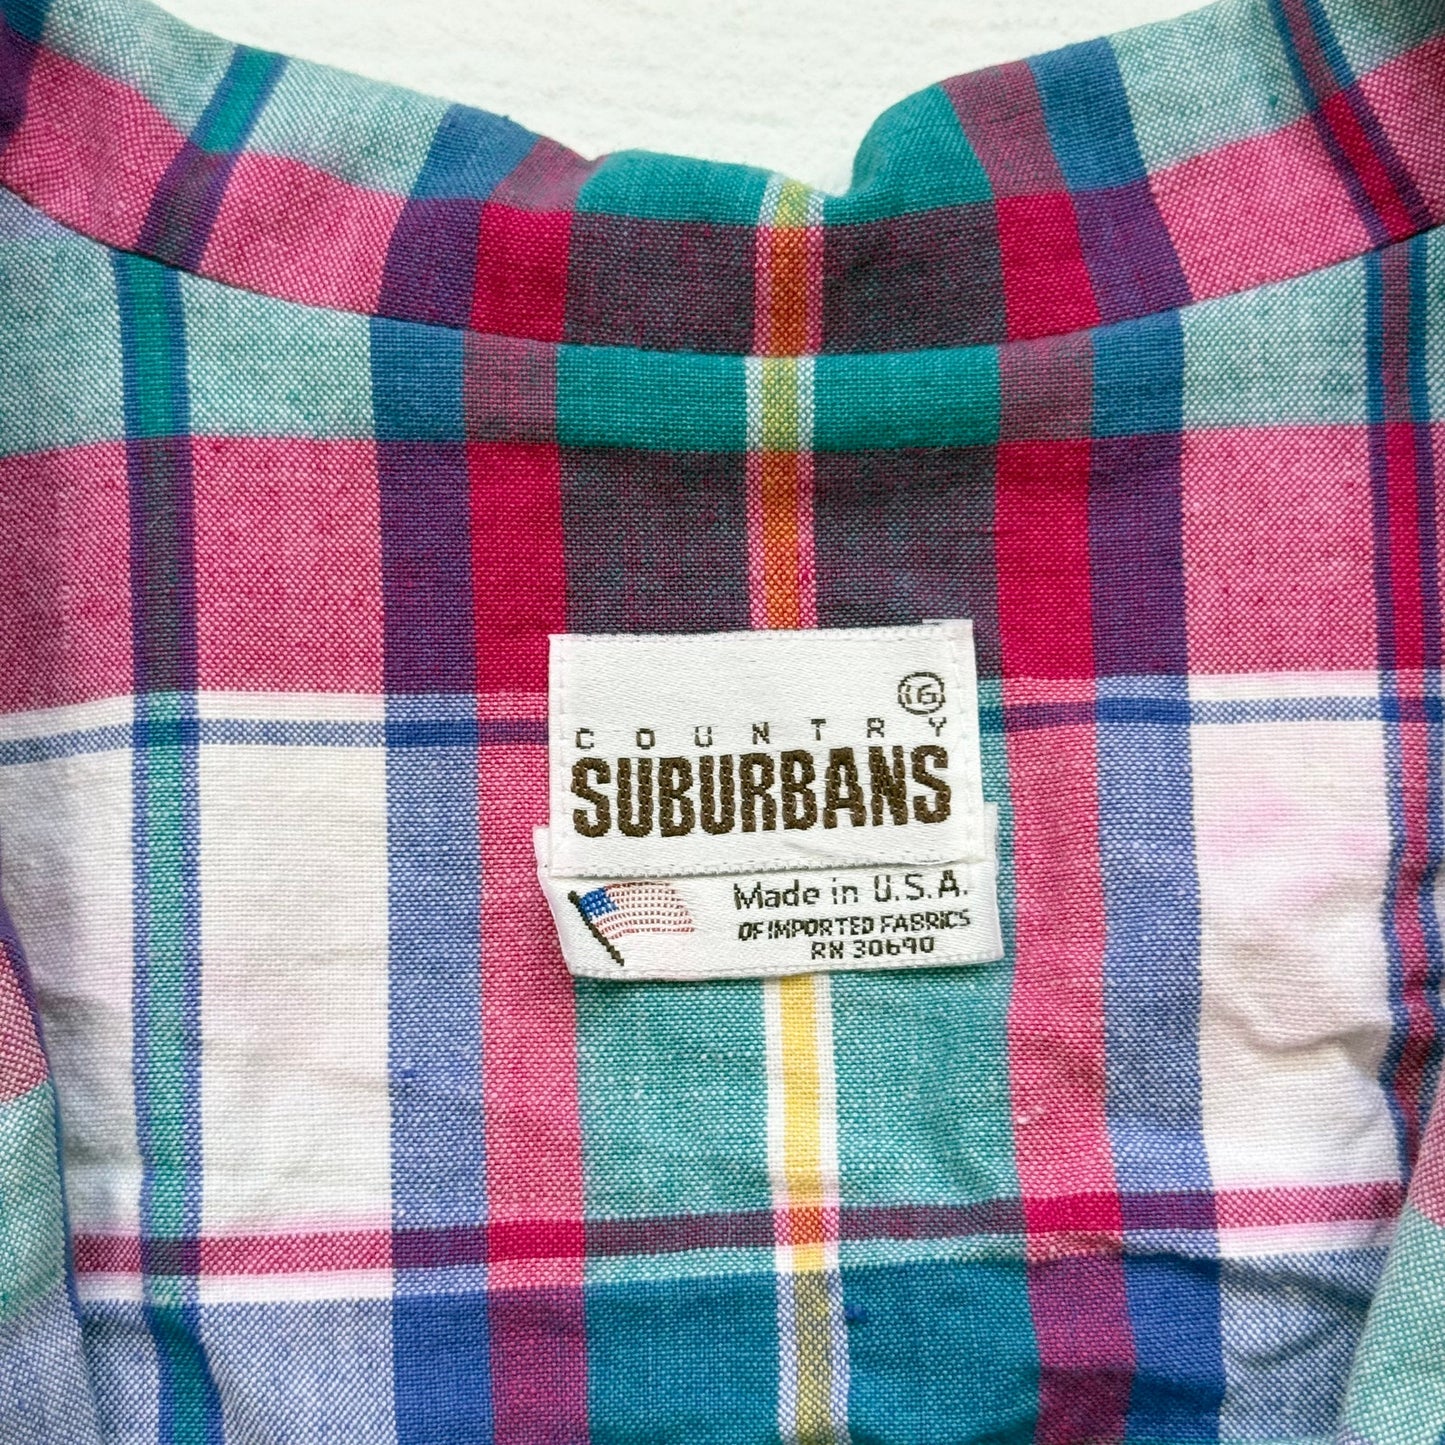 16
COUNTRY
SUBURBANS
Made in U.S.A.
OF IMPORTED FABRICS
RN 30690